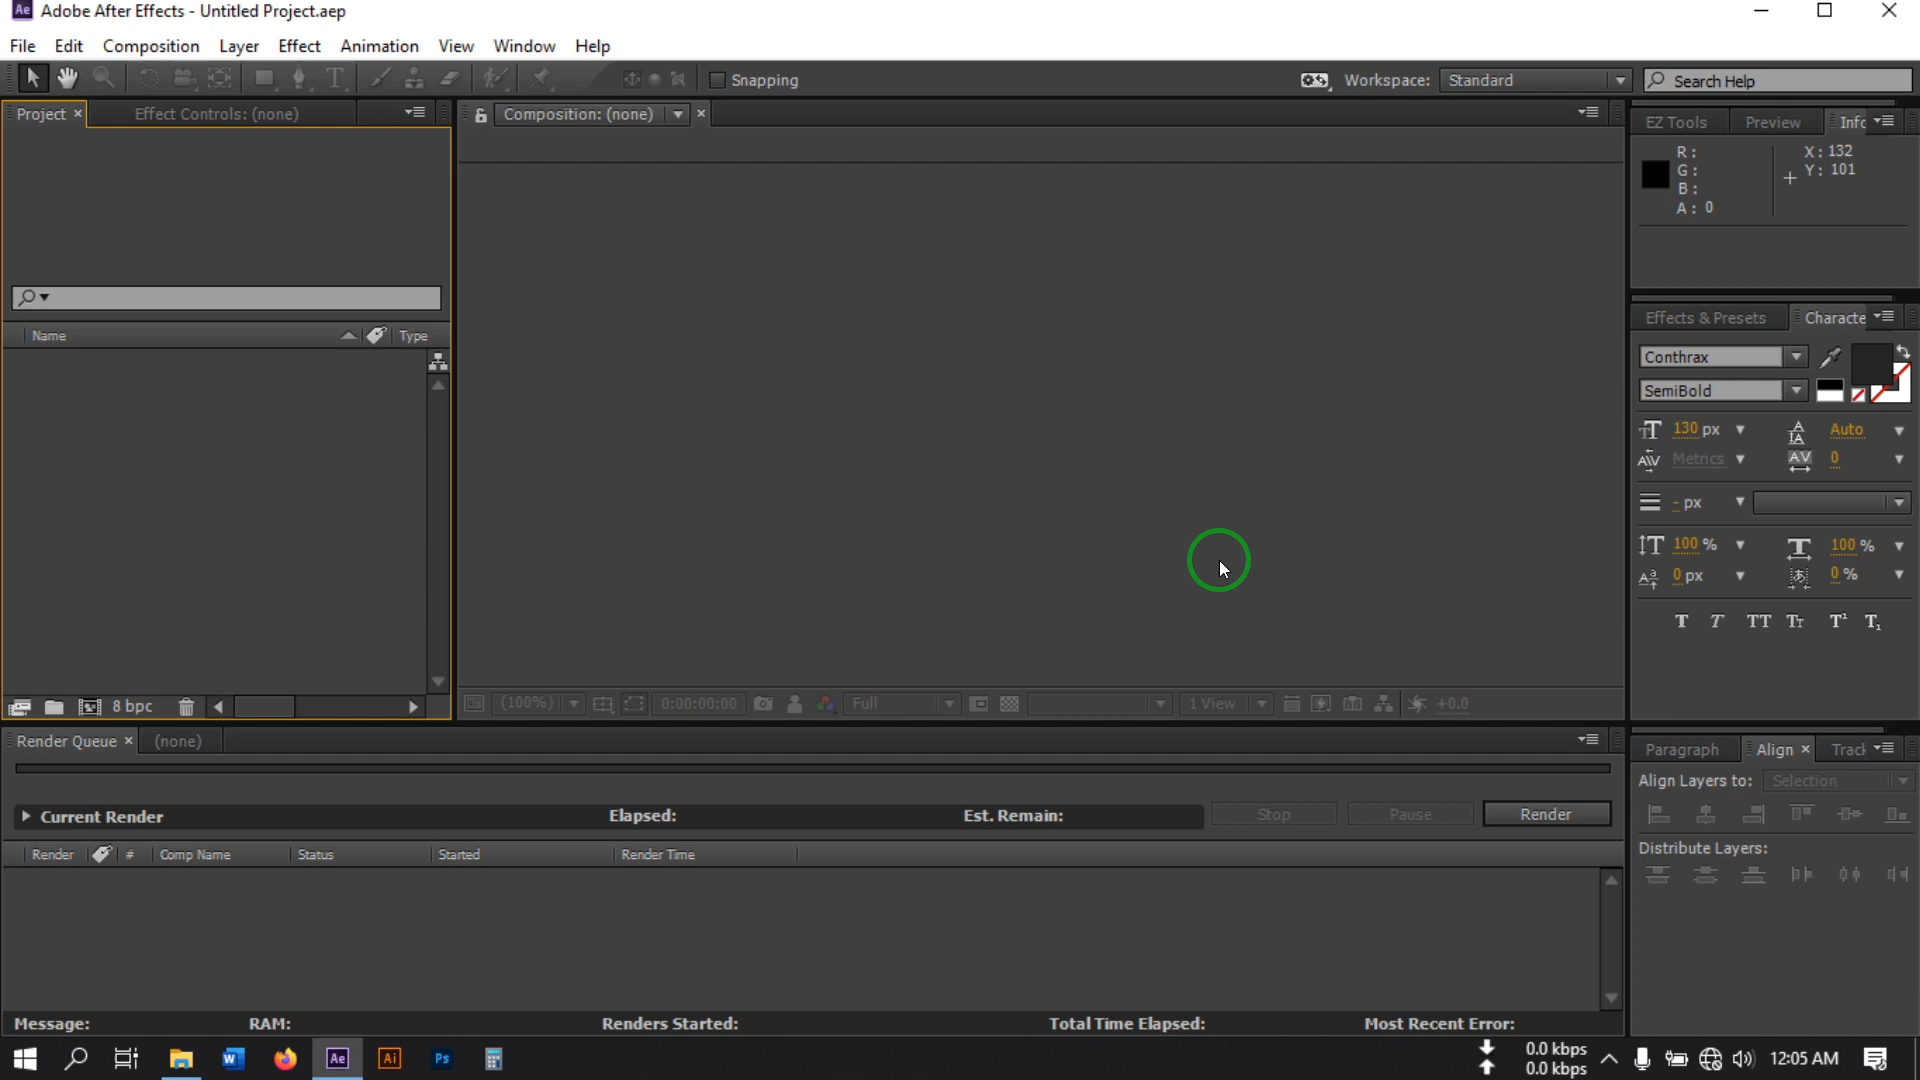 Adobe After Effects - Untitled Project.aep
File Edit Composition Layer Effect Animation View Window Help
Snapping
Workspace: Standard
Search Help
Project
Effect Controls: (none)
Composition: (none)
EZ Tools
Preview
Info
R:
G:
B:
A: 0
X: 132
Y: 101
Name
Type
Effects & Presets
Characte
Conthrax
SemiBold
130 px
Auto
Metrics
0
- px
100 %
100 %
0 px
0 %
8 bpc
(100%)
0:00:00:00
Full
1 View
+0.0
Render Queue
(none)
Current Render
Elapsed:
Est. Remain:
Stop
Pause
Render
Render
#
Comp Name
Status
Started
Render Time
Message:
RAM:
Renders Started:
Total Time Elapsed:
Most Recent Error:
Paragraph
Align
Track
Align Layers to: Selection
Distribute Layers:
0.0 kbps
0.0 kbps
12:05 AM